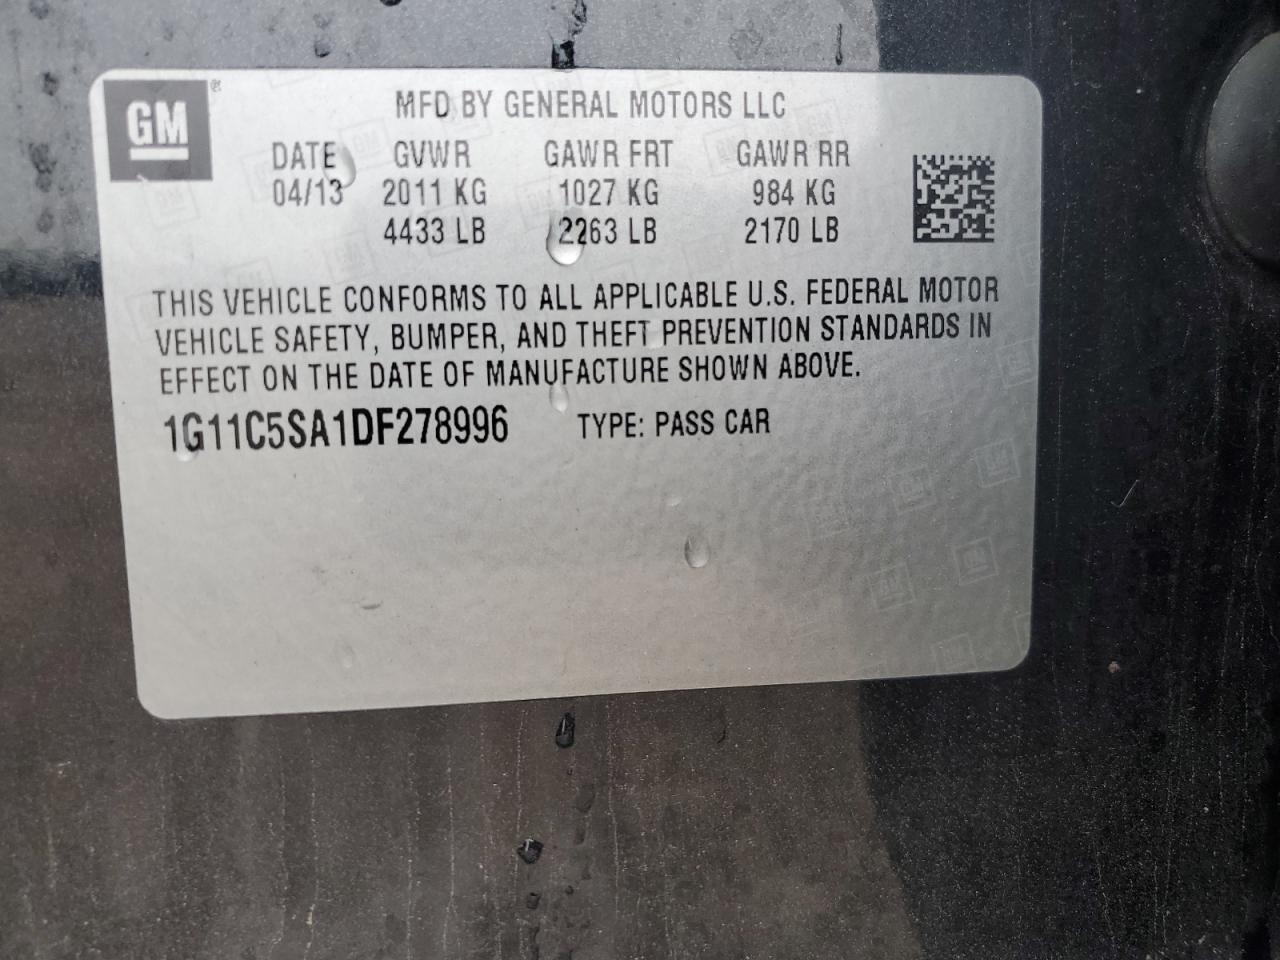 GM® MFD BY GENERAL MOTORS LLC
DATE GVWR GAWR FRT GAWR RR
04/13 2011 KG 1027 KG 984 KG
4433 LB 2263 LB 2170 LB
THIS VEHICLE CONFORMS TO ALL APPLICABLE U.S. FEDERAL MOTOR
VEHICLE SAFETY, BUMPER, AND THEFT PREVENTION STANDARDS IN
EFFECT ON THE DATE OF MANUFACTURE SHOWN ABOVE.
1G11C5SA1DF278996 TYPE: PASS CAR